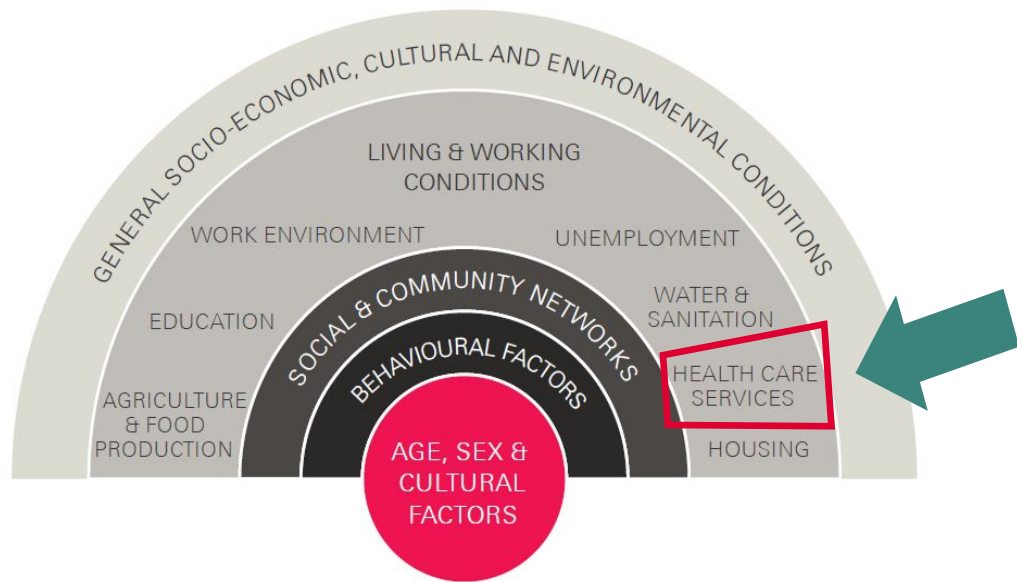 GENERAL SOCIO-ECONOMIC, CULTURAL AND ENVIRONMENTAL CONDITIONS
LIVING & WORKING
CONDITIONS
WORK ENVIRONMENT
UNEMPLOYMENT
EDUCATION
WATER &
SANITATION
AGRICULTURE
& FOOD
PRODUCTION
HEALTH CARE
SERVICES
HOUSING
SOCIAL & COMMUNITY NETWORKS
BEHAVIOURAL FACTORS
AGE, SEX &
CULTURAL
FACTORS